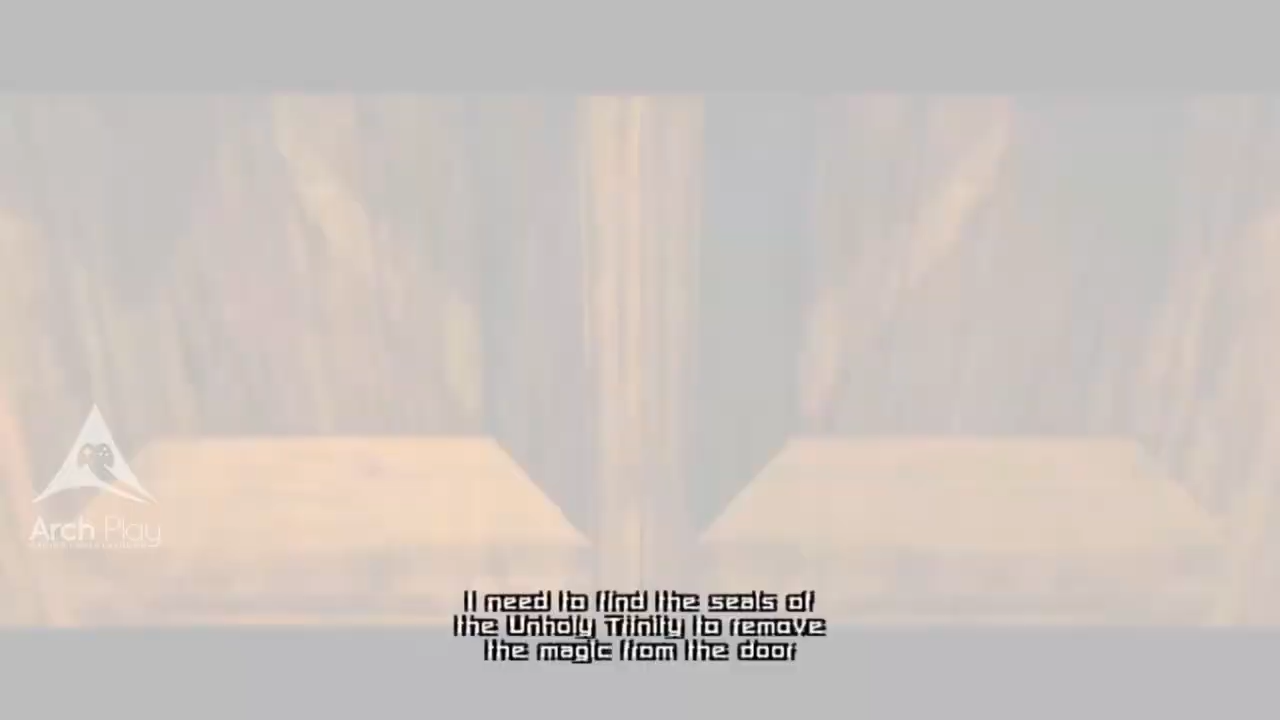 Arch Play
I need to find the seals of
the Unholy Trinity to remove
the magic from the door